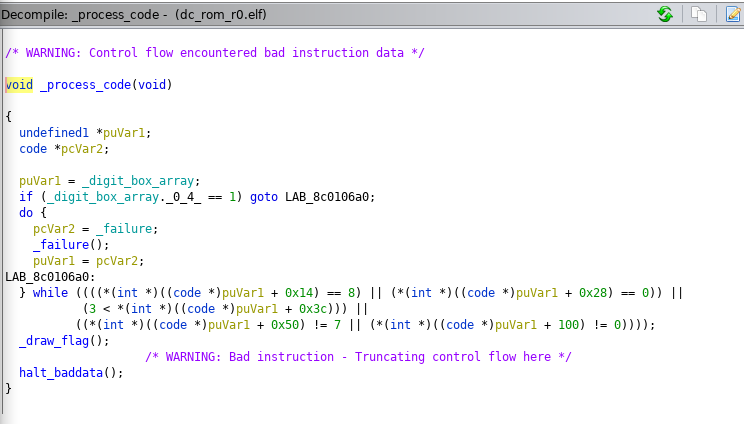 Decompile: _process_code - (dc_rom_r0.elf)
/* WARNING: Control flow encountered bad instruction data */
void _process_code(void)
{
  undefined1 *puVar1;
  code *pcVar2;
  puVar1 = _digit_box_array;
  if (_digit_box_array._0_4_ == 1) goto LAB_8c0106a0;
  do {
    pcVar2 = _failure;
    _failure();
    puVar1 = pcVar2;
LAB_8c0106a0:
  } while ((((*(int *)((code *)puVar1 + 0x14) == 8) || (*(int *)((code *)puVar1 + 0x28) == 0)) ||
           (3 < *(int *)((code *)puVar1 + 0x3c))) ||
          ((*(int *)((code *)puVar1 + 0x50) != 7 || (*(int *)((code *)puVar1 + 100) != 0))));
  _draw_flag();
                    /* WARNING: Bad instruction - Truncating control flow here */
  halt_baddata();
}